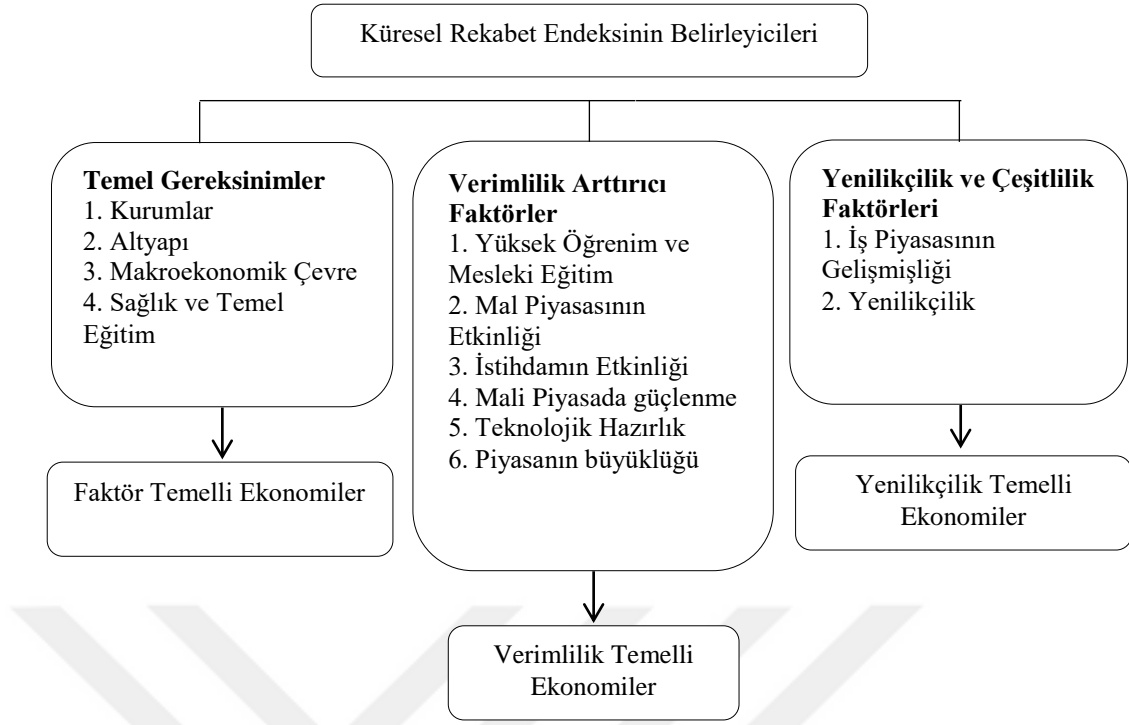 Küresel Rekabet Endeksinin Belirleyicileri
Temel Gereksinimler
1. Kurumlar
2. Altyapı
3. Makroekonomik Çevre
4. Sağlık ve Temel
Eğitim
Faktör Temelli Ekonomiler
Verimlilik Arttırıcı
Faktörler
1. Yüksek Öğrenim ve
Mesleki Eğitim
2. Mal Piyasasının
Etkinliği
3. İstihdamın Etkinliği
4. Mali Piyasada güçlenme
5. Teknolojik Hazırlık
6. Piyasanın büyüklüğü
Verimlilik Temelli
Ekonomiler
Yenilikçilik ve Çeşitlilik
Faktörleri
1. İş Piyasasının
Gelişmişliği
2. Yenilikçilik
Yenilikçilik Temelli
Ekonomiler